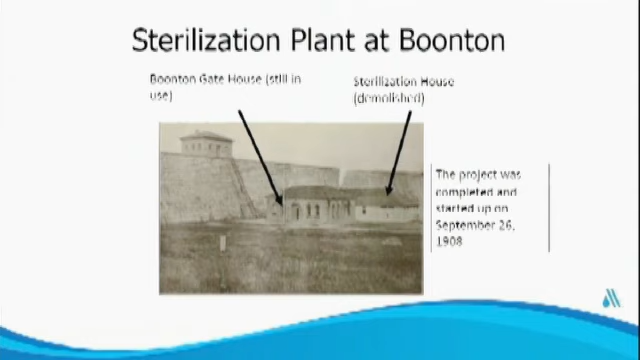 Sterilization Plant at Boonton
Boonton Gate House (still in
use)
Sterilization House
(demolished)
The project was
completed and
started up on
September 26,
1908